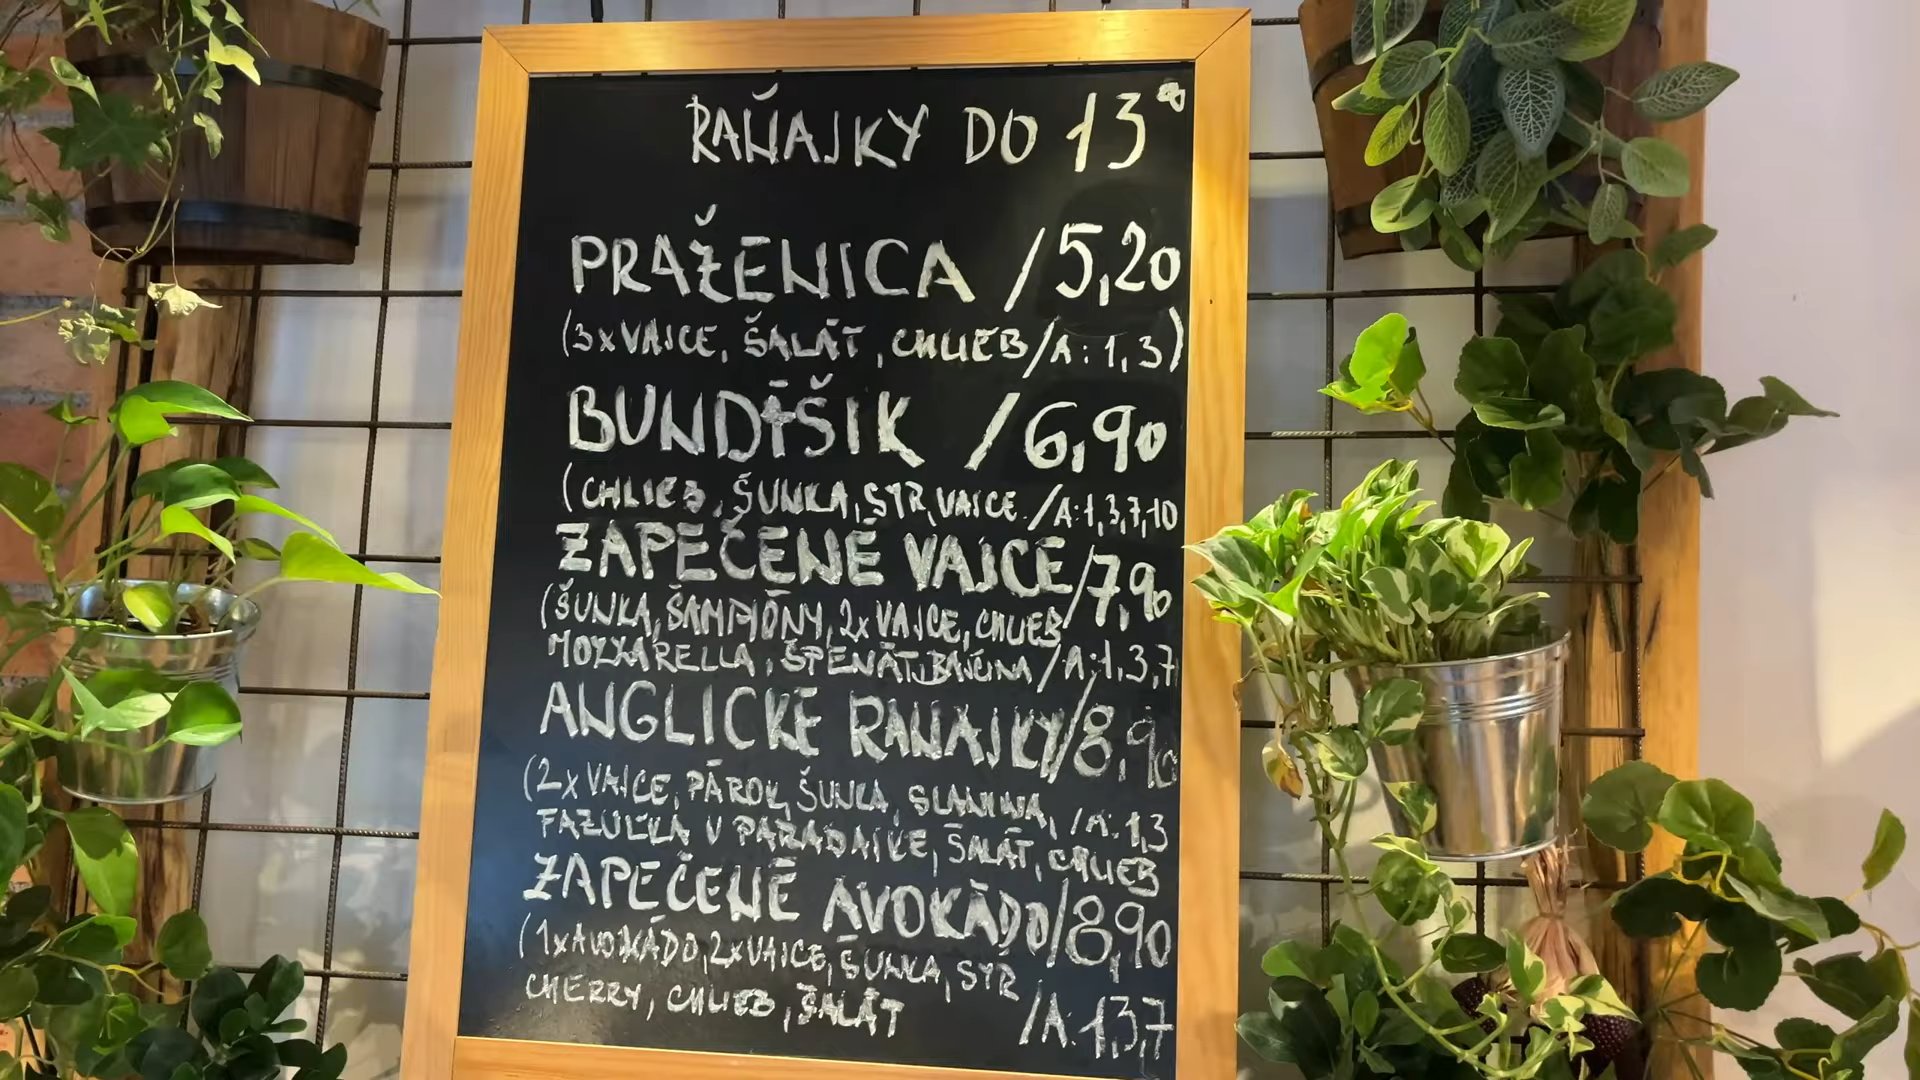 RAŇAJKY DO 13⁰⁰
PRAŽENICA /5,20
(3x VAJCE, ŠALÁT, CHLIEB /A: 1,3)
BUNDÍŠIK /6,90
(CHLIEB, ŠUNKA, SYR, VAJCE. /A: 1,3,7,10
ZAPEČENÉ VAJCE /7,90
(ŠUNKA, ŠAMPIÓNY, 2x VAJCE, CHLIEB
MOZZARELLA, ŠPENÁT, /A: 1,3,7
ANGLICKÉ RAŇAJKY /8,90
(2x VAJCE, PÁROK, ŠUNKA, SLANINA, /A: 1,3
FAZUĽKA V PARADAJKE, ŠALÁT, CHLIEB
ZAPEČENÉ AVOKÁDO /8,90
(1x AVOKÁDO, 2x VAJCE, ŠUNKA, SYR
CHERRY, CHLIEB, ŠALÁT /A: 1,3,7